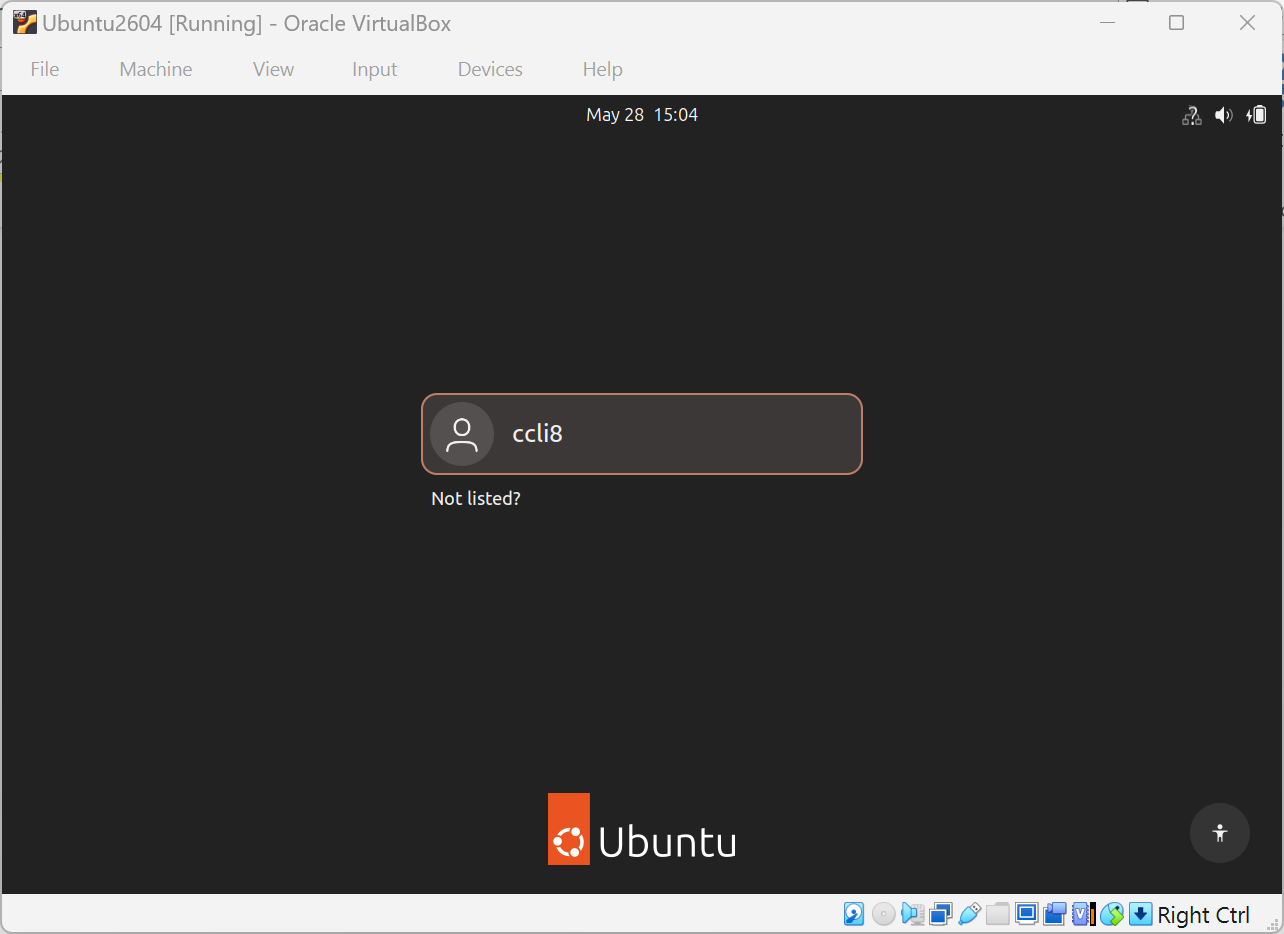 Ubuntu2604 [Running] - Oracle VirtualBox
File Machine View Input Devices Help
May 28 15:04
ccli8
Not listed?
Ubuntu
Right Ctrl